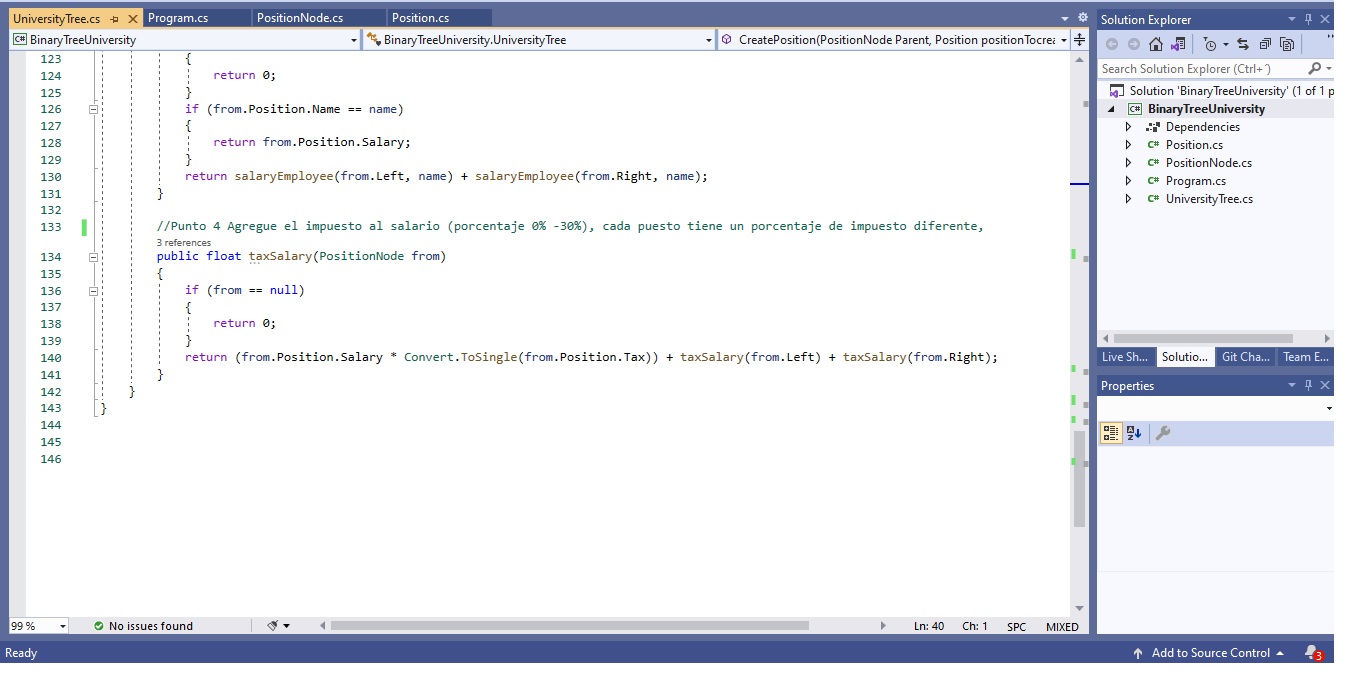 UniversityTree.cs
Program.cs
PositionNode.cs
Position.cs
BinaryTreeUniversity
BinaryTreeUniversity.UniversityTree
CreatePosition(PositionNode Parent, Position positionTocrea
123 {
124 return 0;
125 }
126 if (from.Position.Name == name)
127 {
128 return from.Position.Salary;
129 }
130 return salaryEmployee(from.Left, name) + salaryEmployee(from.Right, name);
131 }
132
133 //Punto 4 Agregue el impuesto al salario (porcentaje 0% -30%), cada puesto tiene un porcentaje de impuesto diferente,
3 references
134 public float taxSalary(PositionNode from)
135 {
136 if (from == null)
137 {
138 return 0;
139 }
140 return (from.Position.Salary * Convert.ToSingle(from.Position.Tax)) + taxSalary(from.Left) + taxSalary(from.Right);
141 }
142 }
143 }
144
145
146
99 %
No issues found
Ln: 40
Ch: 1
SPC
MIXED
Solution Explorer
Search Solution Explorer (Ctrl+´)
Solution 'BinaryTreeUniversity' (1 of 1 p
C# BinaryTreeUniversity
Dependencies
C# Position.cs
C# PositionNode.cs
C# Program.cs
C# UniversityTree.cs
Live Sh...
Solutio...
Git Cha...
Team E...
Properties
Ready
Add to Source Control
3